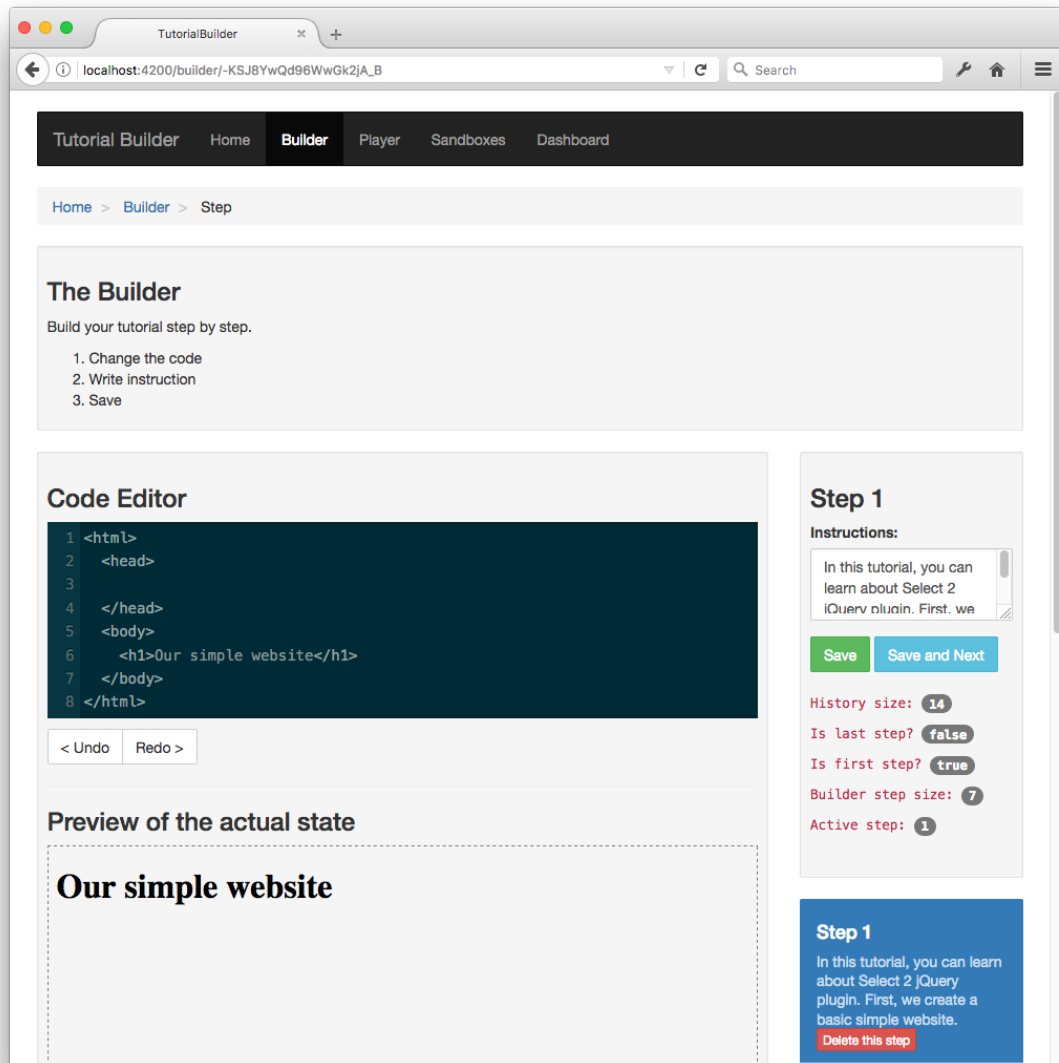 TutorialBuilder
localhost:4200/builder/-KSJ8YwQd96WwGk2jA_B
Search
Tutorial Builder Home Builder Player Sandboxes Dashboard
Home > Builder > Step
The Builder
Build your tutorial step by step.
1. Change the code
2. Write instruction
3. Save
Code Editor
1 <html>
2 <head>
3
4 </head>
5 <body>
6 <h1>Our simple website</h1>
7 </body>
8 </html>
< Undo Redo >
Preview of the actual state
Our simple website
Step 1
Instructions:
In this tutorial, you can
learn about Select 2
jQuery plugin. First, we
Save Save and Next
History size: 14
Is last step? false
Is first step? true
Builder step size: 7
Active step: 1
Step 1
In this tutorial, you can learn
about Select 2 jQuery
plugin. First, we create a
basic simple website.
Delete this step